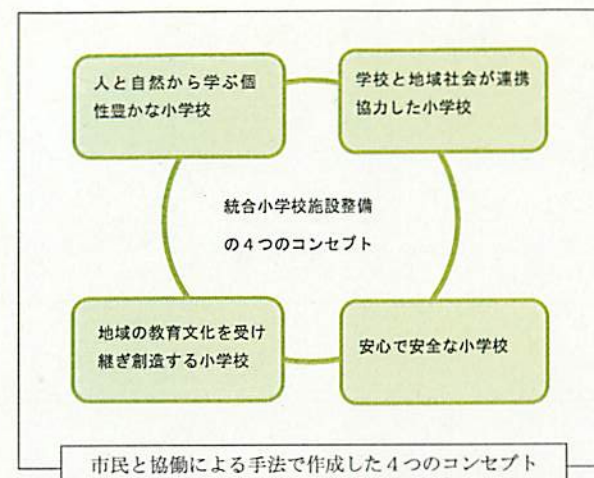 人と自然から学ぶ個
性豊かな小学校
学校と地域社会が連携
協力した小学校
統合小学校施設整備
の４つのコンセプト
地域の教育文化を受け
継ぎ創造する小学校
安心で安全な小学校
市民と協働による手法で作成した４つのコンセプト